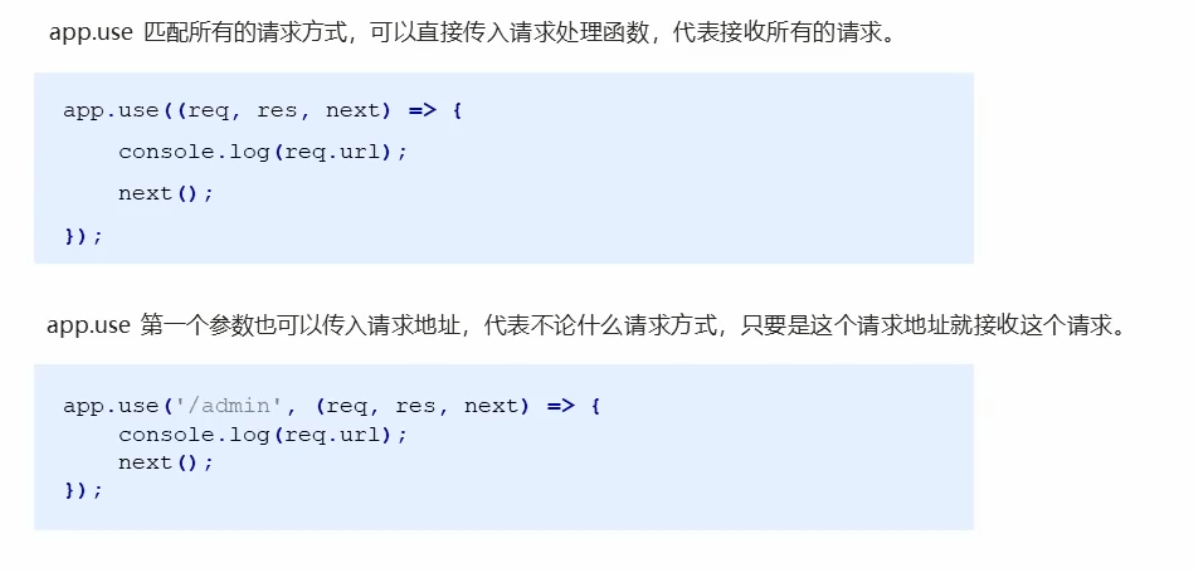 app.use 匹配所有的请求方式，可以直接传入请求处理函数，代表接收所有的请求。
app.use((req, res, next) => {
    console.log(req.url);
    next();
});
app.use 第一个参数也可以传入请求地址，代表不论什么请求方式，只要是这个请求地址就接收这个请求。
app.use('/admin', (req, res, next) => {
    console.log(req.url);
    next();
});